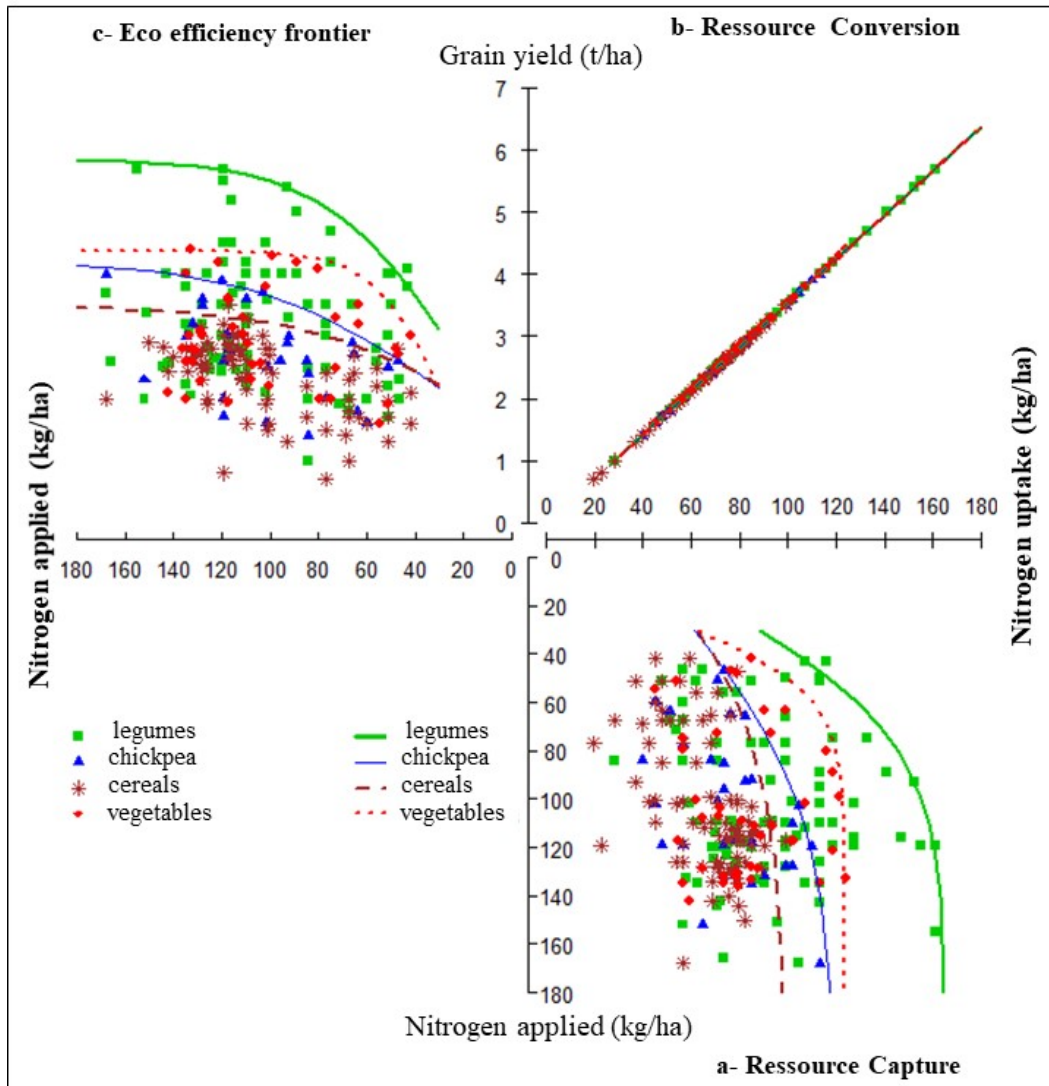 c- Eco efficiency frontier
b- Ressource Conversion
Grain yield (t/ha)
7
6
5
4
3
2
1
0
0 20 40 60 80 100 120 140 160 180
180 160 140 120 100 80 60 40 20 0
Nitrogen applied (kg/ha)
Nitrogen uptake (kg/ha)
0
20
40
60
80
100
120
140
160
180
legumes legumes
chickpea chickpea
cereals cereals
vegetables vegetables
Nitrogen applied (kg/ha)
a- Ressource Capture